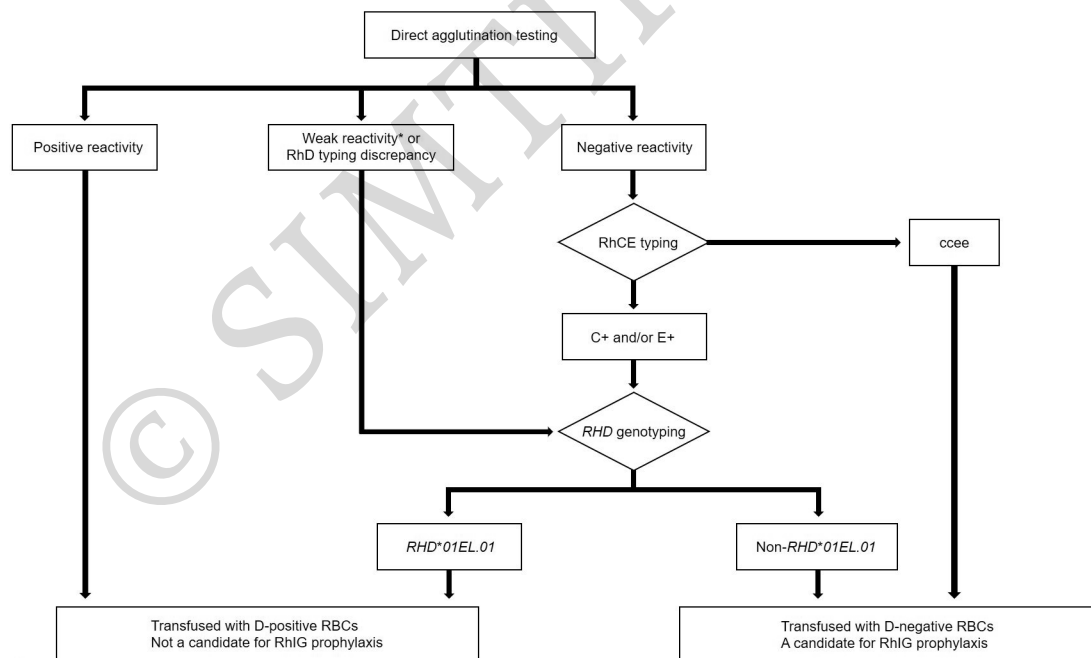 Direct agglutination testing
Positive reactivity
Weak reactivity* or
RhD typing discrepancy
Negative reactivity
RhCE typing
ccee
C+ and/or E+
RHD genotyping
RHD*01EL.01
Non-RHD*01EL.01
Transfused with D-positive RBCs
Not a candidate for RhIG prophylaxis
Transfused with D-negative RBCs
A candidate for RhIG prophylaxis